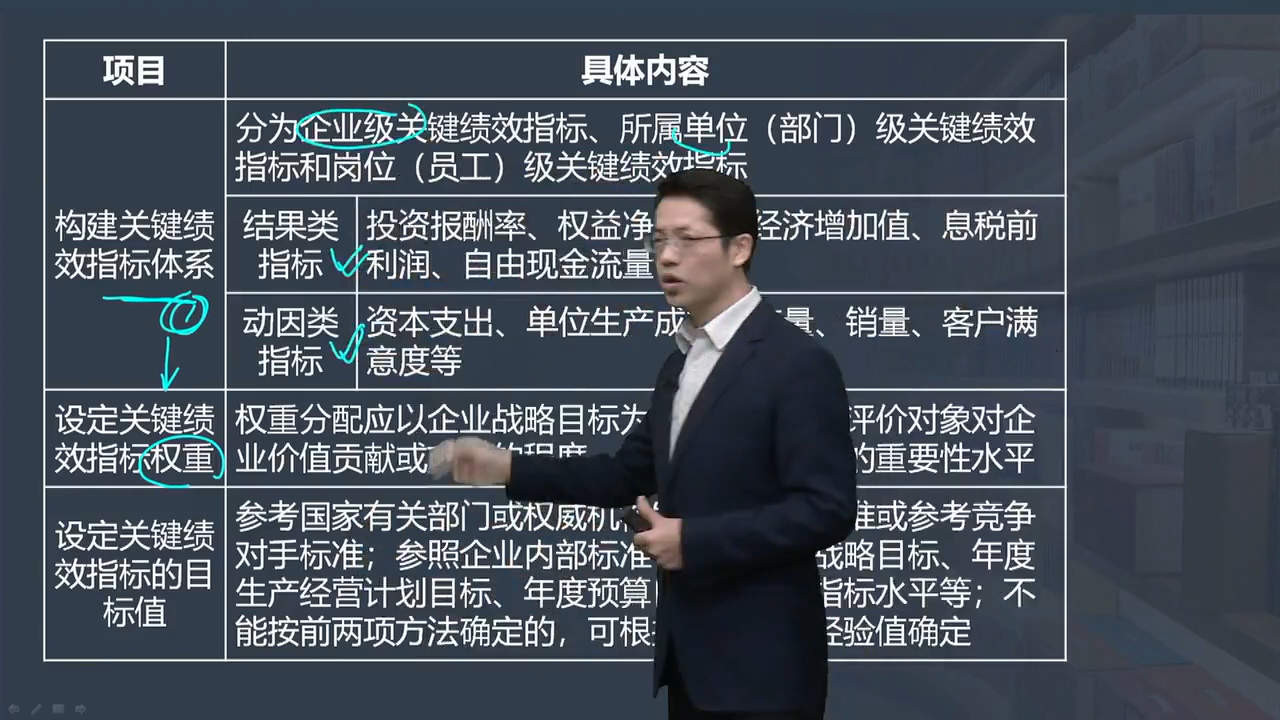 项目
具体内容
分为企业级关键绩效指标、所属单位（部门）级关键绩效
指标和岗位（员工）级关键绩效指标
构建关键绩
效指标体系
结果类
指标
投资报酬率、权益净 经济增加值、息税前
利润、自由现金流量
动因类
指标
资本支出、单位生产成 量、销量、客户满
意度等
设定关键绩
效指标权重
权重分配应以企业战略目标为 评价对象对企
业价值贡献或 的程度 的重要性水平
设定关键绩
效指标的目
标值
参考国家有关部门或权威机 或参考竞争
对手标准；参照企业内部标准 战略目标、年度
生产经营计划目标、年度预算 指标水平等；不
能按前两项方法确定的，可根 经验值确定